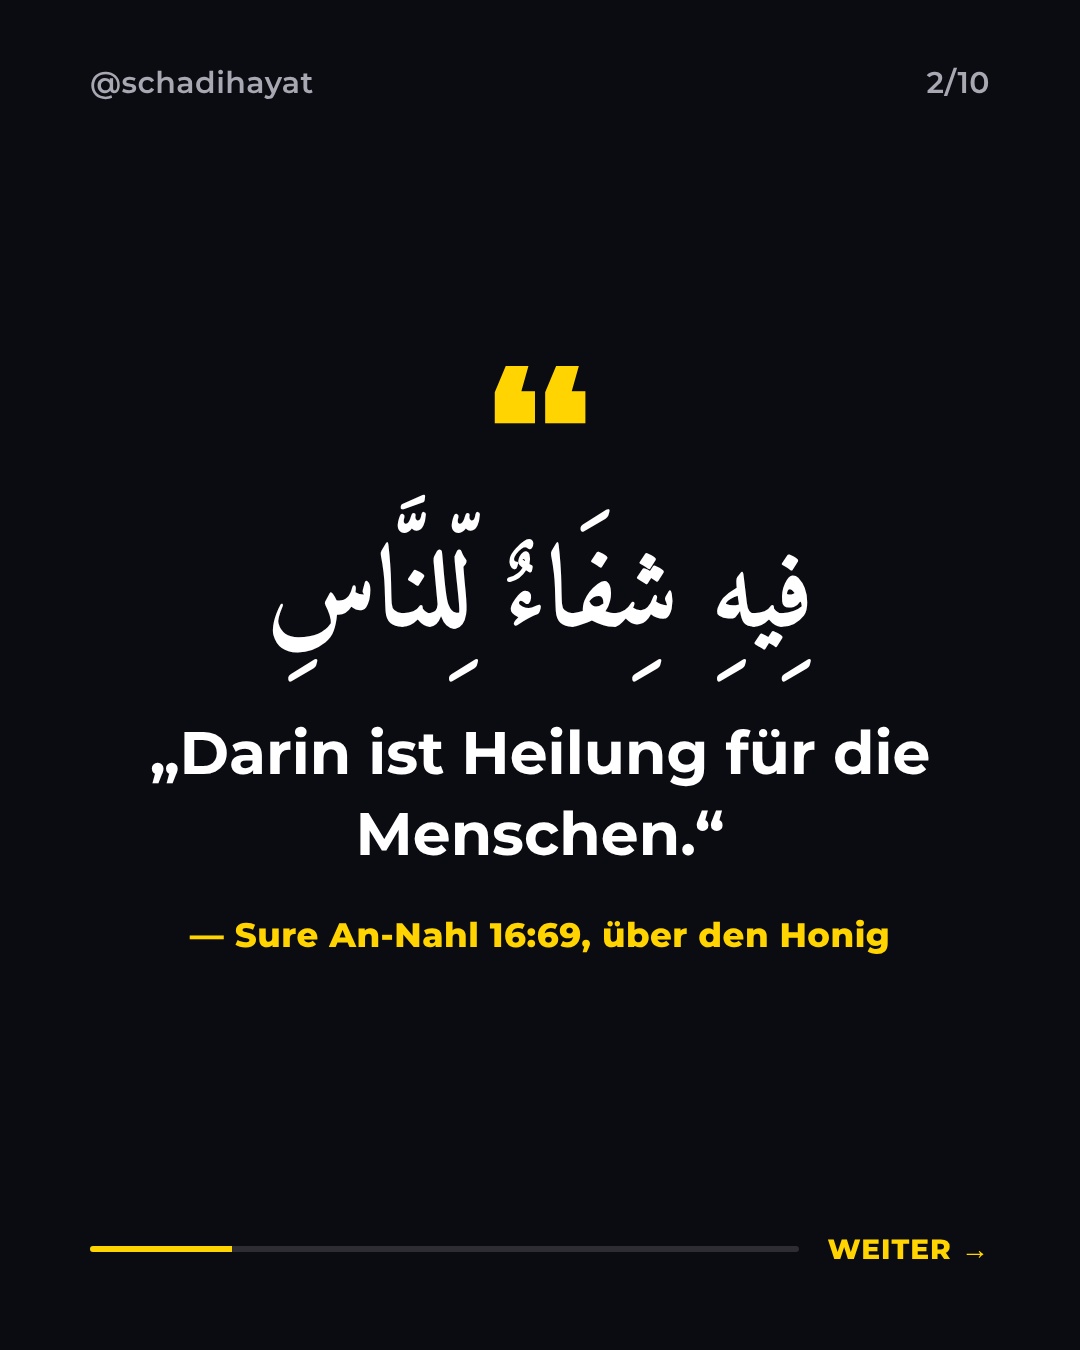 @schadihayat
2/10
❝
فِيهِ شِفَاءٌ لِّلنَّاسِ
„Darin ist Heilung für die
Menschen.“
— Sure An-Nahl 16:69, über den Honig
WEITER →